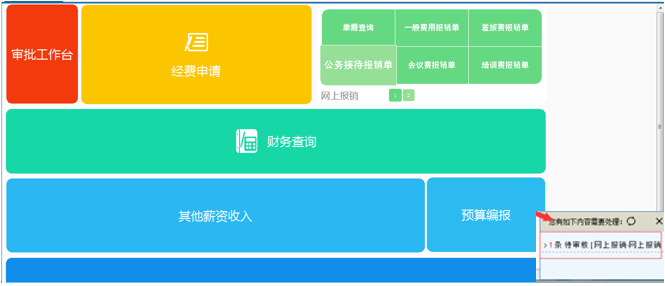 审批工作台
经费申请
单据查询
一般费用报销单
差旅费报销单
公务接待报销单
会议费报销单
培训费报销单
网上报销
1
2
财务查询
其他薪资收入
预算编报
您有如下内容需要处理：
>1 条 待审核 [网上报销-网上报销